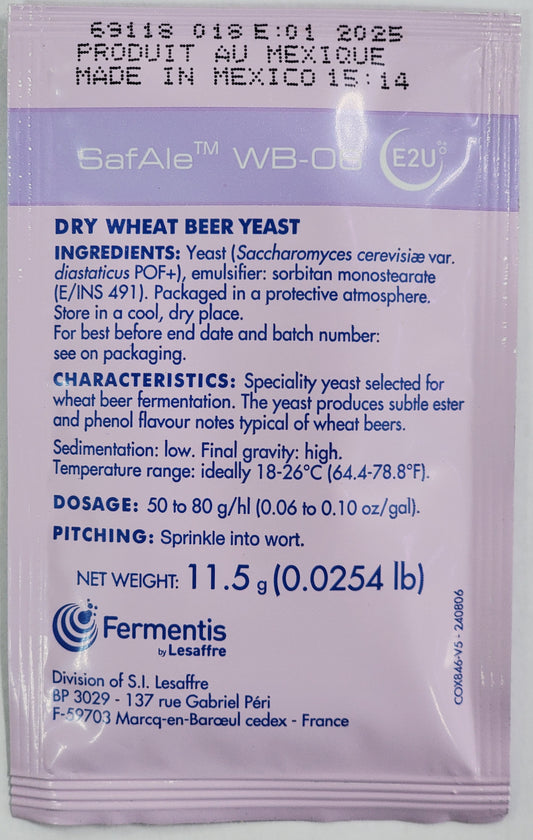 69118 018 E:01 2025
PRODUIT AU MEXIQUE
MADE IN MEXICO 15:14
SafAle™ WB-06 E2U
DRY WHEAT BEER YEAST
INGREDIENTS: Yeast (Saccharomyces cerevisiæ var.
diastaticus POF+), emulsifier: sorbitan monostearate
(E/INS 491). Packaged in a protective atmosphere.
Store in a cool, dry place.
For best before end date and batch number:
see on packaging.
CHARACTERISTICS: Speciality yeast selected for
wheat beer fermentation. The yeast produces subtle ester
and phenol flavour notes typical of wheat beers.
Sedimentation: low. Final gravity: high.
Temperature range: ideally 18-26°C (64.4-78.8°F).
DOSAGE: 50 to 80 g/hl (0.06 to 0.10 oz/gal).
PITCHING: Sprinkle into wort.
NET WEIGHT: 11.5 g (0.0254 lb)
Fermentis
by Lesaffre
Division of S.I. Lesaffre
BP 3029 - 137 rue Gabriel Péri
F-59703 Marcq-en-Barœul cedex - France
COX846-V5 - 240806